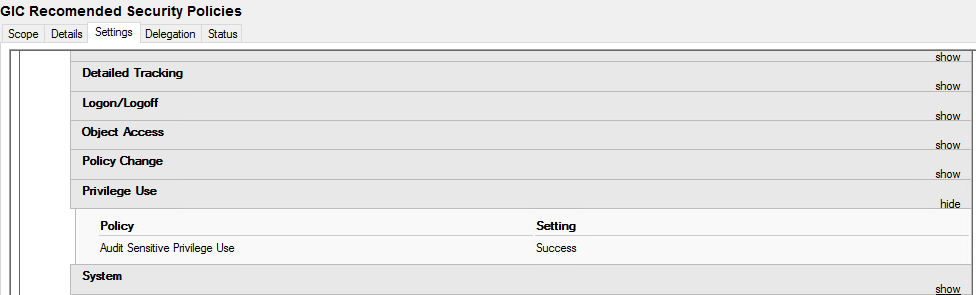 GIC Recomended Security Policies
Scope Details Settings Delegation Status
show
Detailed Tracking
show
Logon/Logoff
show
Object Access
show
Policy Change
show
Privilege Use
hide
Policy Setting
Audit Sensitive Privilege Use Success
System
show